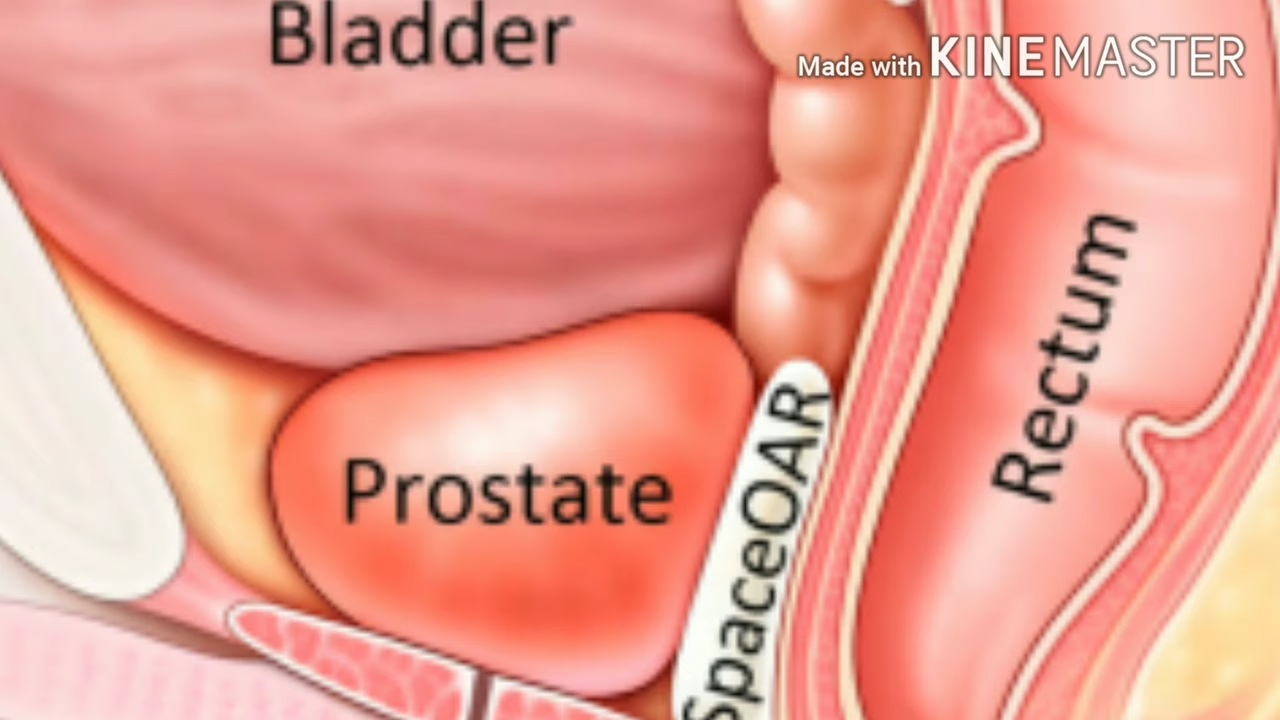 Bladder
Made with KINEMASTER
Rectum
Prostate
SpaceOAR